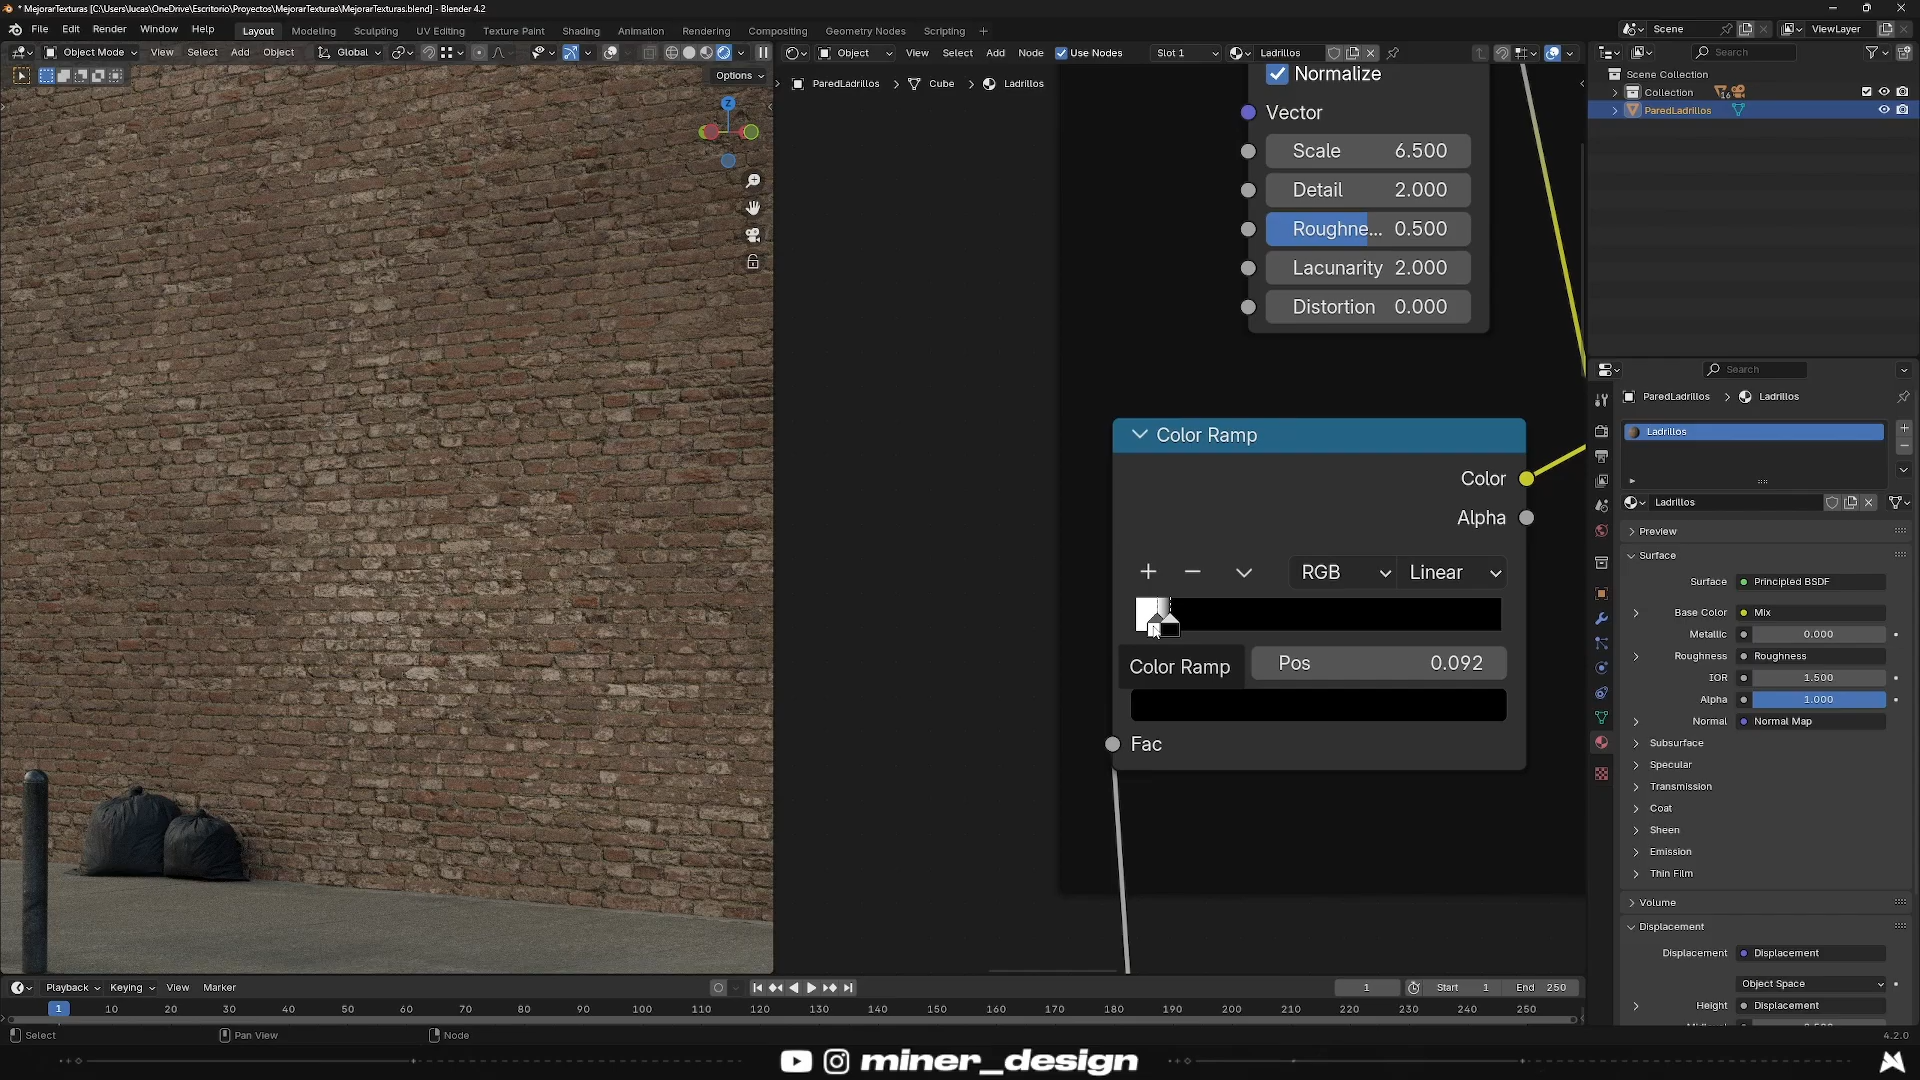 * MejorarTexturas [C:\Users\lucas\OneDrive\Escritorio\Proyectos\MejorarTexturas\MejorarTexturas.blend] - Blender 4.2
File Edit Render Window Help Layout Modeling Sculpting UV Editing Texture Paint Shading Animation Rendering Compositing Geometry Nodes Scripting +
Scene ViewLayer
Object Mode View Select Add Object Global
Options
Object View Select Add Node Use Nodes Slot 1 Ladrillos
ParedLadrillos > Cube > Ladrillos
Search
Scene Collection
Collection 16
ParedLadrillos
Z
Normalize
Vector
Scale 6.500
Detail 2.000
Roughne... 0.500
Lacunarity 2.000
Distortion 0.000
Color Ramp
Color
Alpha
RGB Linear
Color Ramp
Pos 0.092
Fac
Search
ParedLadrillos > Ladrillos
Ladrillos
Ladrillos
Preview
Surface
Surface Principled BSDF
Base Color Mix
Metallic 0.000
Roughness Roughness
IOR 1.500
Alpha 1.000
Normal Normal Map
Subsurface
Specular
Transmission
Coat
Sheen
Emission
Thin Film
Volume
Displacement
Displacement Displacement
Object Space
Height Displacement
Playback Keying View Marker
1 Start 1 End 250
1 10 20 30 40 50 60 70 80 90 100 110 120 130 140 150 160 170 180 190 200 210 220 230 240 250
Select Pan View Node
4.2.0
miner_design